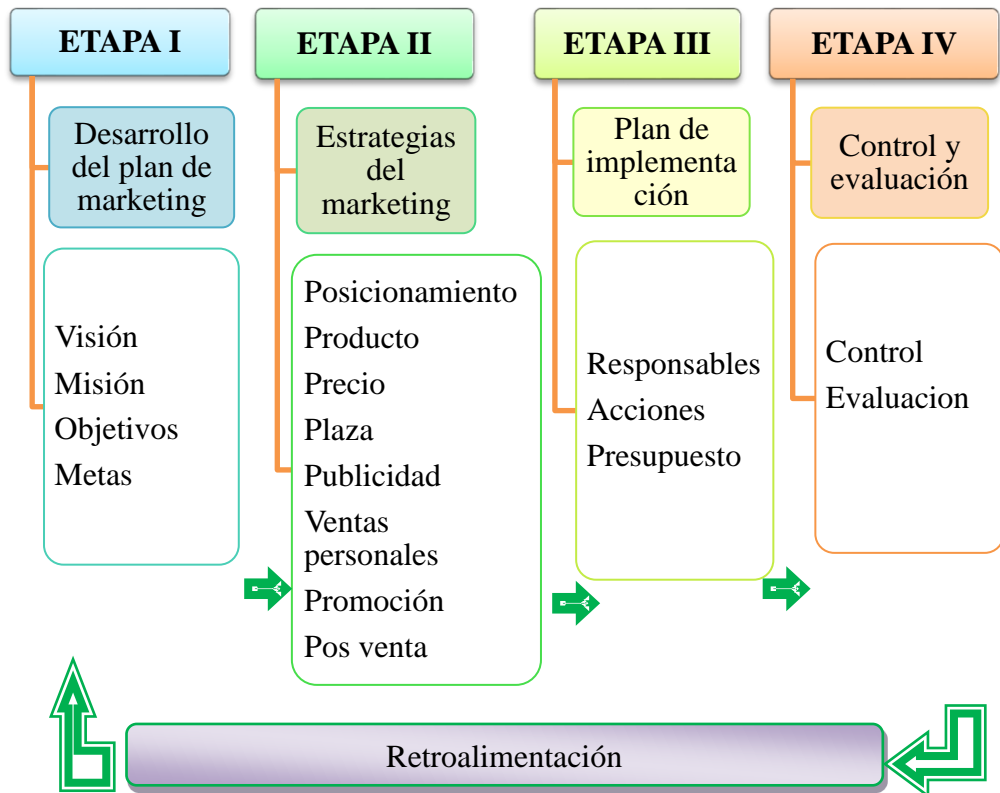 ETAPA I
Desarrollo
del plan de
marketing
Visión
Misión
Objetivos
Metas
ETAPA II
Estrategias
del
marketing
Posicionamiento
Producto
Precio
Plaza
Publicidad
Ventas
personales
Promoción
Pos venta
ETAPA III
Plan de
implementa
ción
Responsables
Acciones
Presupuesto
ETAPA IV
Control y
evaluación
Control
Evaluacion
Retroalimentación